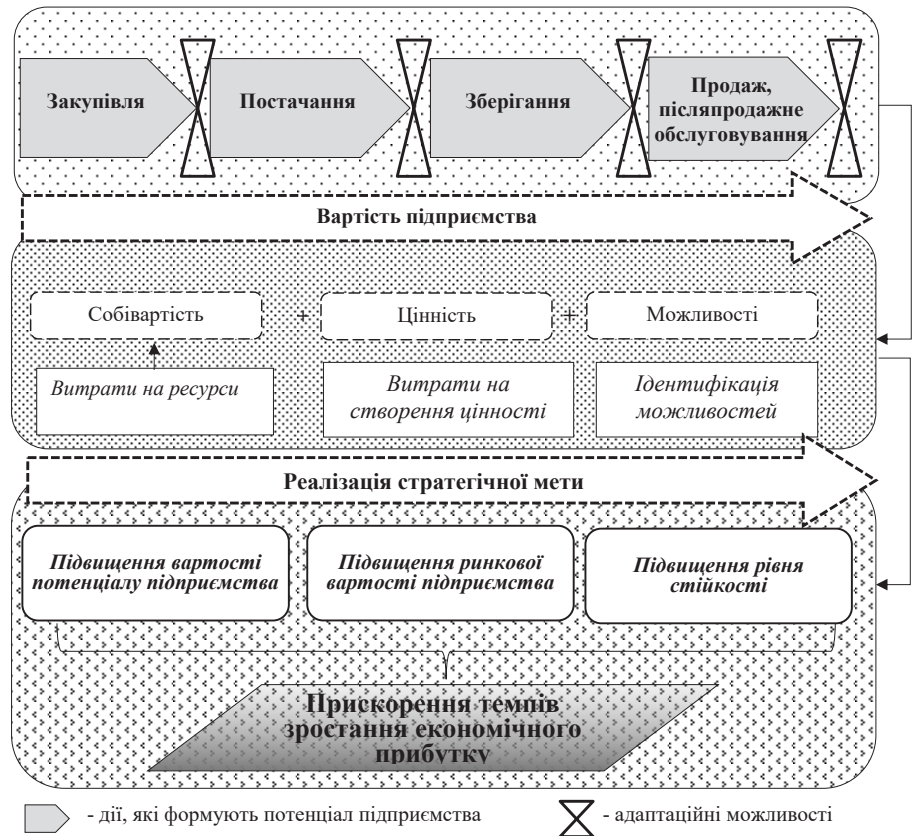 Закупівля
Постачання
Зберігання
Продаж,
післяпродажне
обслуговування
Вартість підприємства
Собівартість + Цінність + Можливості
Витрати на ресурси
Витрати на
створення цінності
Ідентифікація
можливостей
Реалізація стратегічної мети
Підвищення вартості
потенціалу підприємства
Підвищення ринкової
вартості підприємства
Підвищення рівня
стійкості
Прискорення темпів
зростання економічного
прибутку
- дії, які формують потенціал підприємства
- адаптаційні можливості